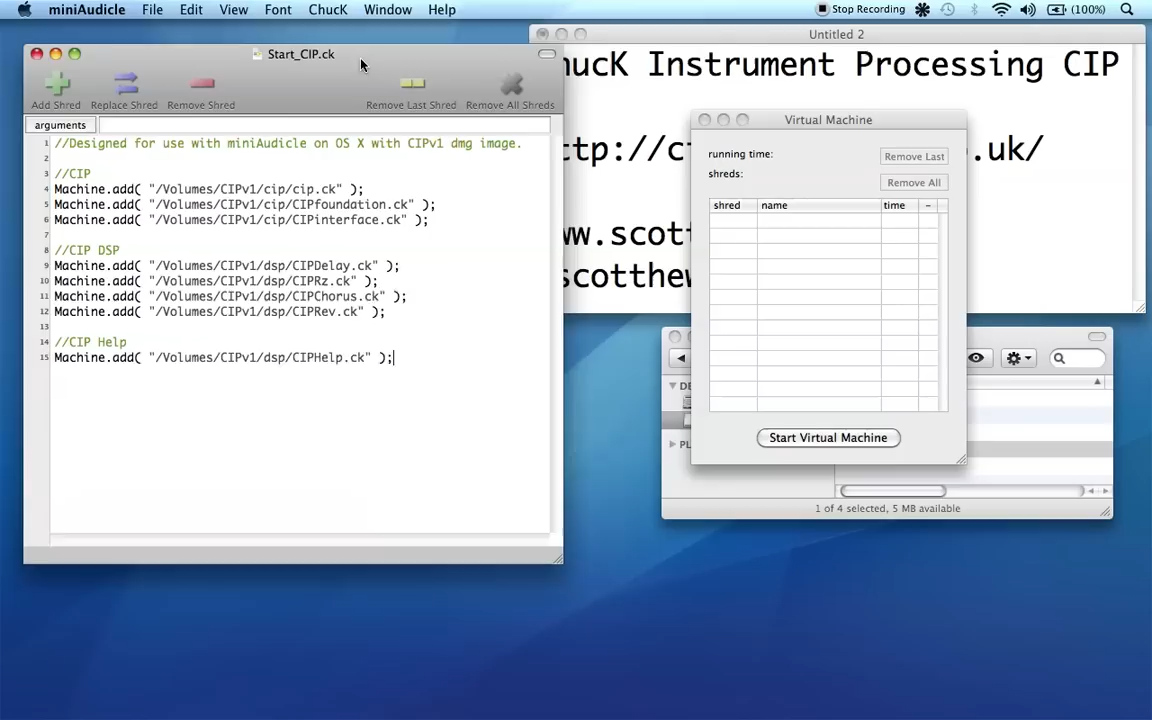 miniAudicle File Edit View Font ChucK Window Help Stop Recording (100%)
Start_CIP.ck
Add Shred Replace Shred Remove Shred Remove Last Shred Remove All Shreds
arguments
1 //Designed for use with miniAudicle on OS X with CIPv1 dmg image.
2
3 //CIP
4 Machine.add( "/Volumes/CIPv1/cip/cip.ck" );
5 Machine.add( "/Volumes/CIPv1/cip/CIPfoundation.ck" );
6 Machine.add( "/Volumes/CIPv1/cip/CIPinterface.ck" );
7
8 //CIP DSP
9 Machine.add( "/Volumes/CIPv1/dsp/CIPDelay.ck" );
10 Machine.add( "/Volumes/CIPv1/dsp/CIPRz.ck" );
11 Machine.add( "/Volumes/CIPv1/dsp/CIPChorus.ck" );
12 Machine.add( "/Volumes/CIPv1/dsp/CIPRev.ck" );
13
14 //CIP Help
15 Machine.add( "/Volumes/CIPv1/dsp/CIPHelp.ck" );
Untitled 2
hucK Instrument Processing CIP
ttp://c .uk/
ww.scott
scotthew
Virtual Machine
running time: Remove Last
shreds: Remove All
shred name time -
Start Virtual Machine
DE
PL
1 of 4 selected, 5 MB available